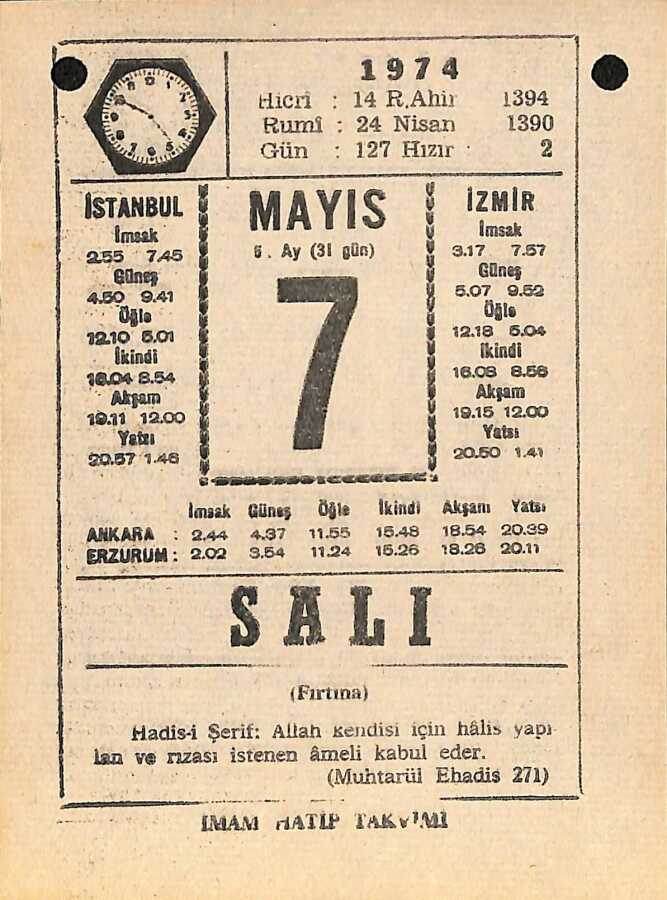 1974
Hicrî : 14 R.Ahir 1394
Rumî : 24 Nisan 1390
Gün : 127 Hızır : 2
İSTANBUL
İmsak
2.55 7.45
Güneş
4.50 9.41
Öğle
12.10 5.01
İkindi
16.04 8.54
Akşam
19.11 12.00
Yatsı
20.57 1.46
MAYIS
5. Ay (31 gün)
7
İZMİR
İmsak
3.17 7.57
Güneş
5.07 9.52
Öğle
12.18 5.04
İkindi
16.08 8.56
Akşam
19.15 12.00
Yatsı
20.50 1.41
İmsak Güneş Öğle İkindi Akşam Yatsı
ANKARA : 2.44 4.37 11.55 15.48 18.54 20.39
ERZURUM : 2.02 3.54 11.24 15.26 18.26 20.11
SALI
(Fırtına)
Hadis-i Şerif: Allah kendisi için hâlis yapı-
lan ve rızası istenen âmeli kabul eder.
(Muhtarül Ehadis 271)
İMAM HATİP TAKVİMİ